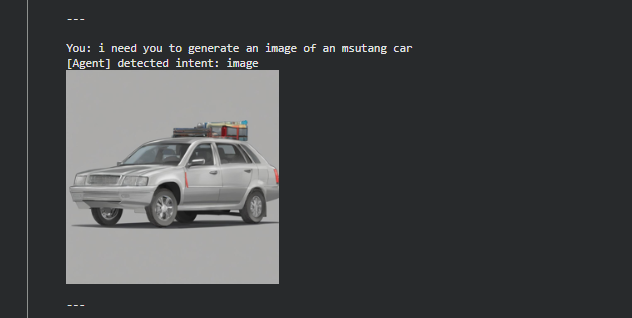 ---
You: i need you to generate an image of an msutang car
[Agent] detected intent: image
---